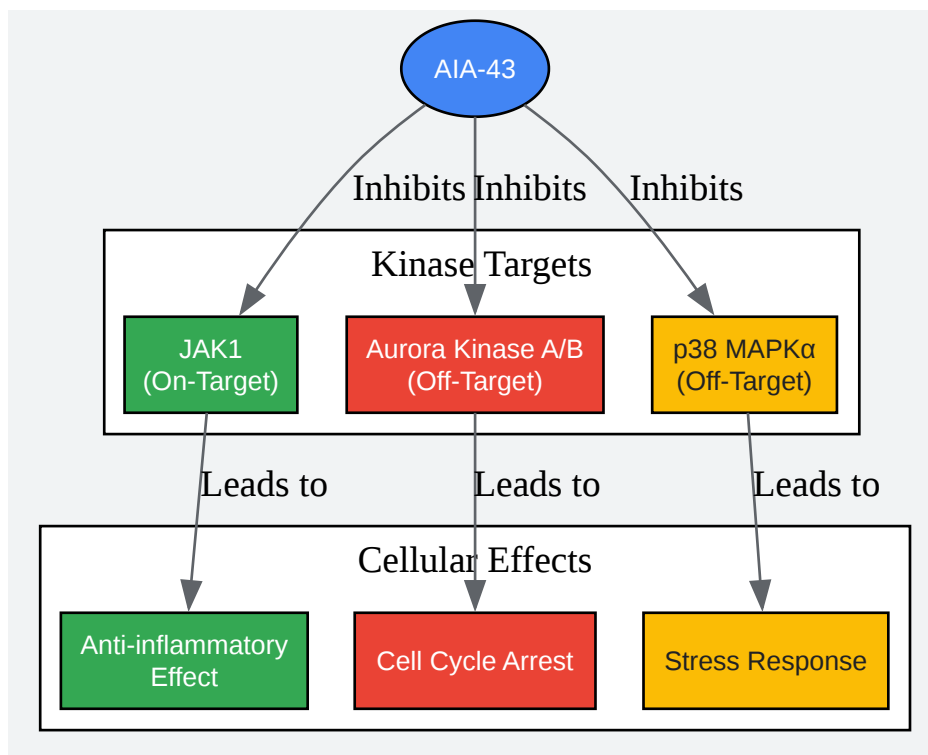 AIA-43
Inhibits Inhibits Inhibits
Kinase Targets
JAK1
(On-Target)
Aurora Kinase A/B
(Off-Target)
p38 MAPKα
(Off-Target)
Leads to Leads to Leads to
Cellular Effects
Anti-inflammatory
Effect
Cell Cycle Arrest
Stress Response